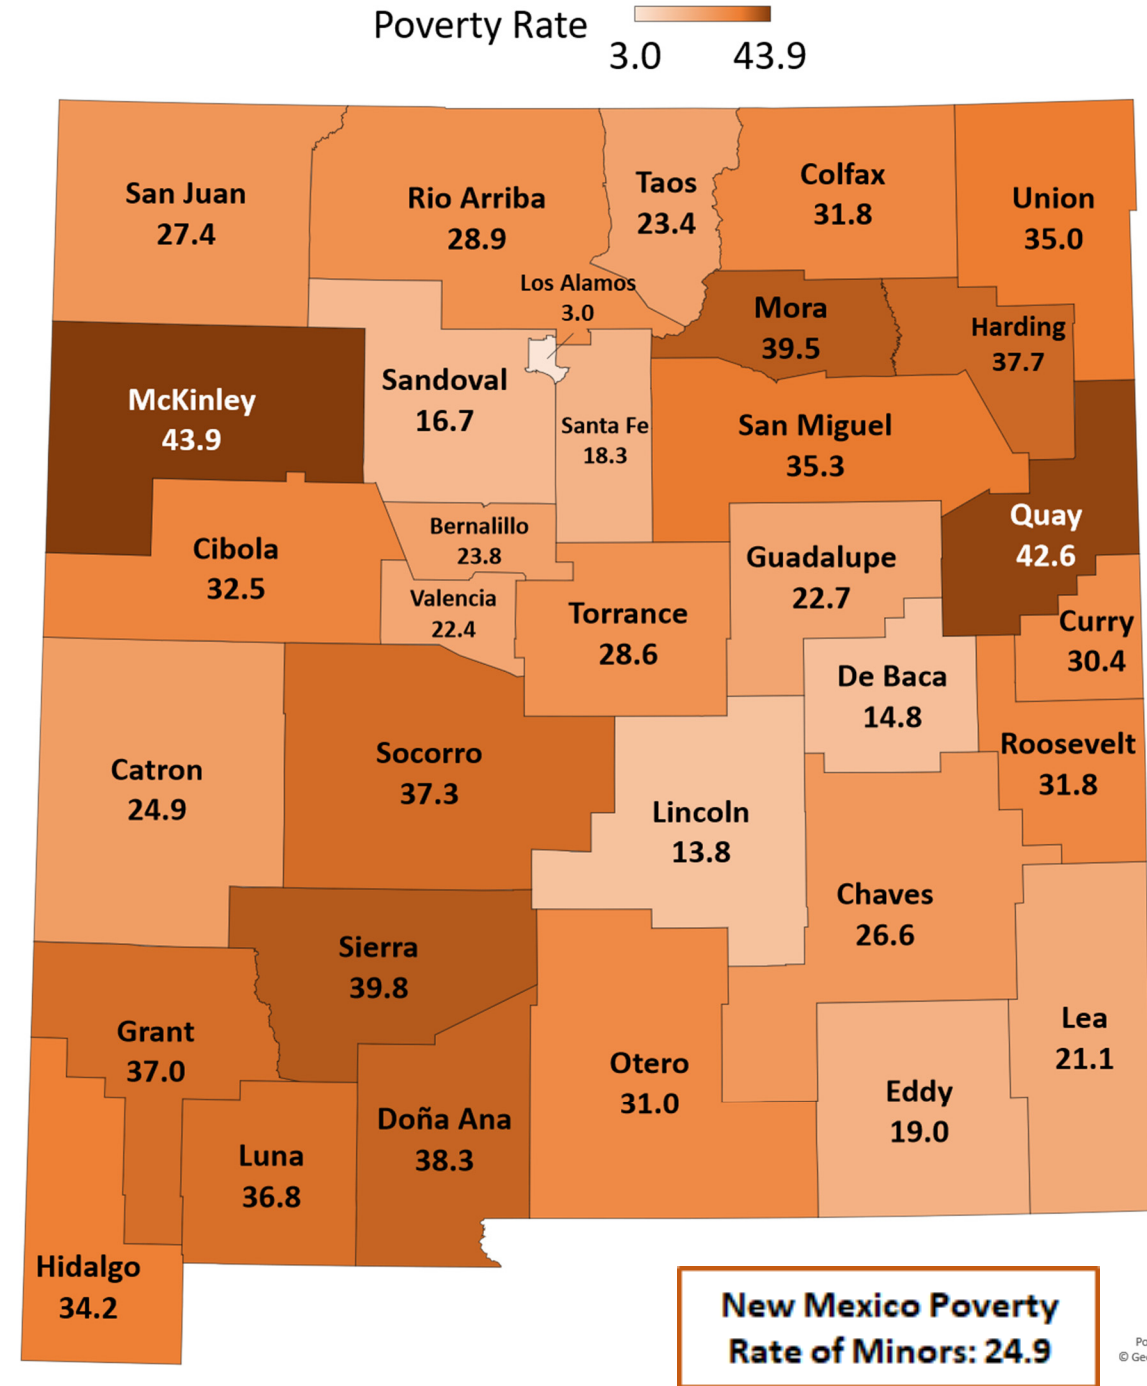 Poverty Rate
3.0 43.9
San Juan
27.4
Rio Arriba
28.9
Taos
23.4
Colfax
31.8
Union
35.0
Los Alamos
3.0
Mora
39.5
Harding
37.7
McKinley
43.9
Sandoval
16.7
Santa Fe
18.3
San Miguel
35.3
Quay
42.6
Cibola
32.5
Bernalillo
23.8
Guadalupe
22.7
Valencia
22.4
Torrance
28.6
Curry
30.4
De Baca
14.8
Catron
24.9
Socorro
37.3
Roosevelt
31.8
Lincoln
13.8
Chaves
26.6
Sierra
39.8
Grant
37.0
Otero
31.0
Lea
21.1
Eddy
19.0
Doña Ana
38.3
Luna
36.8
Hidalgo
34.2
New Mexico Poverty
Rate of Minors: 24.9